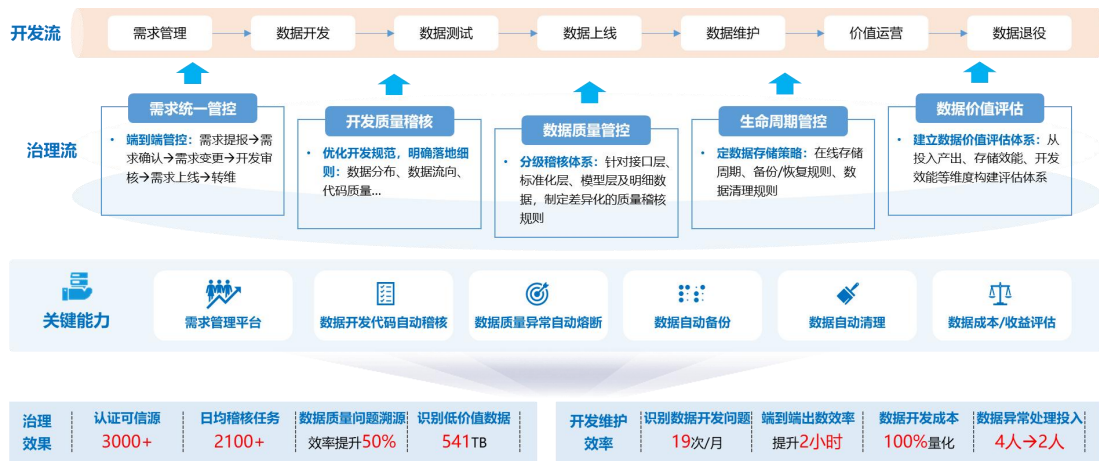 开发流
需求管理
数据开发
数据测试
数据上线
数据维护
价值运营
数据退役
治理流
需求统一管控
• 端到端管控：需求提报→需
求确认→需求变更→开发审
核→需求上线→转维
开发质量稽核
• 优化开发规范，明确落地细
则：数据分布、数据流向、
代码质量...
数据质量管控
• 分级稽核体系：针对接口层、
标准化层、模型层及明细数
据，制定差异化的质量稽核
规则
生命周期管控
• 定数据存储策略：在线存储
周期、备份/恢复规则、数
据清理规则
数据价值评估
• 建立数据价值评估体系：从
投入产出、存储效能、开发
效能等维度构建评估体系
关键能力
需求管理平台
数据开发代码自动稽核
数据质量异常自动熔断
数据自动备份
数据自动清理
数据成本/收益评估
治理
效果
认证可信源
3000+
日均稽核任务
2100+
数据质量问题溯源
效率提升50%
识别低价值数据
541TB
开发维护
效率
识别数据开发问题
19次/月
端到端出数效率
提升2小时
数据开发成本
100%量化
数据异常处理投入
4人→2人